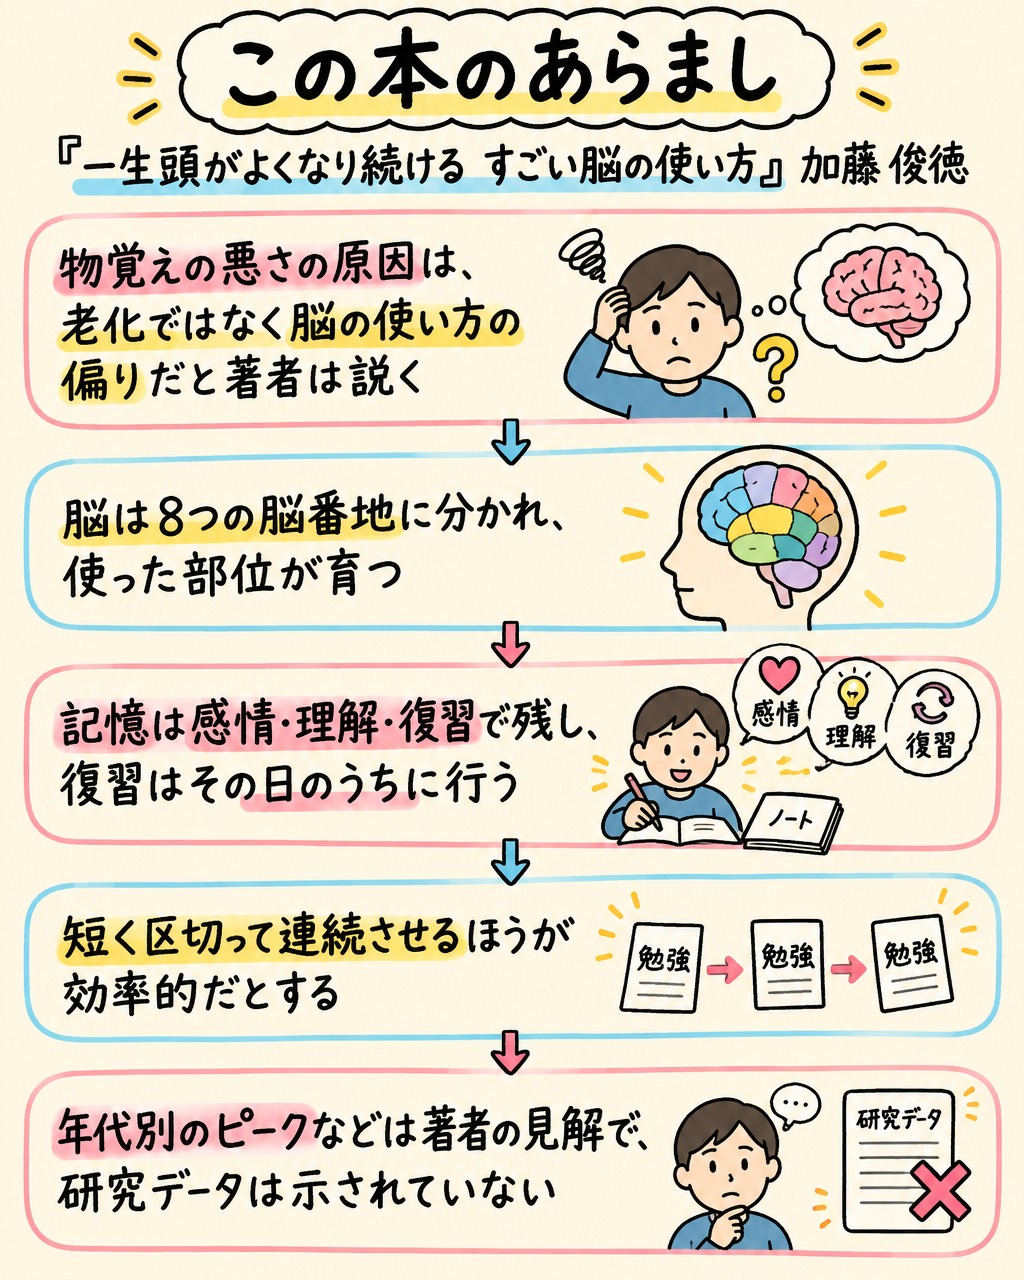 この本のあらまし
『一生頭がよくなり続ける すごい脳の使い方』 加藤 俊徳
物覚えの悪さの原因は、
老化ではなく脳の使い方の
偏りだと著者は説く
?
脳は8つの脳番地に分かれ、
使った部位が育つ
記憶は感情・理解・復習で残し、
復習はその日のうちに行う
感情
理解
復習
ノート
短く区切って連続させるほうが
効率的だとする
勉強
勉強
勉強
年代別のピークなどは著者の見解で、
研究データは示されていない
研究データ